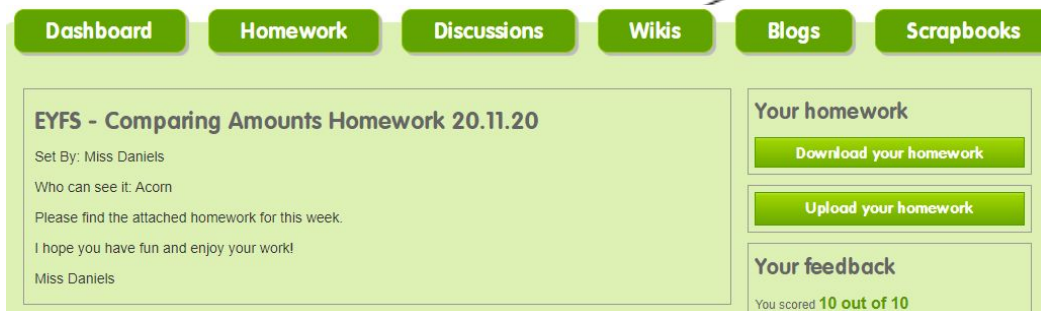 Dashboard Homework Discussions Wikis Blogs Scrapbooks
EYFS - Comparing Amounts Homework 20.11.20
Set By: Miss Daniels
Who can see it: Acorn
Please find the attached homework for this week.
I hope you have fun and enjoy your work!
Miss Daniels
Your homework
Download your homework
Upload your homework
Your feedback
You scored 10 out of 10